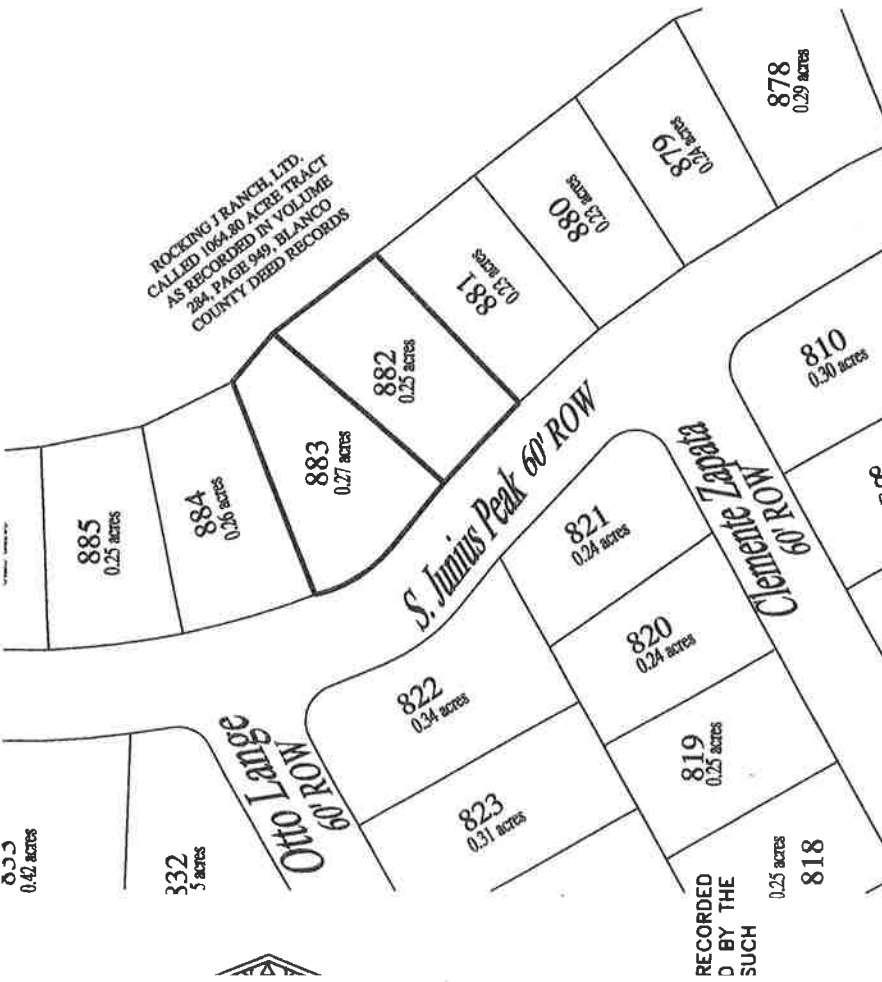 ROCKING J RANCH, LTD.
CALLED 1064.80 ACRE TRACT
AS RECORDED IN VOLUME
284, PAGE 949, BLANCO
COUNTY DEED RECORDS
878
0.29 acres
879
0.24 acres
880
0.23 acres
881
0.23 acres
882
0.25 acres
883
0.27 acres
884
0.26 acres
885
0.25 acres
S. Junius Peak 60' ROW
810
0.30 acres
Clemente Zapata
60' ROW
821
0.24 acres
820
0.24 acres
819
0.25 acres
0.25 acres
818
822
0.34 acres
823
0.31 acres
Otto Lange
60' ROW
833
0.42 acres
332
5 acres
RECORDED
D BY THE
SUCH